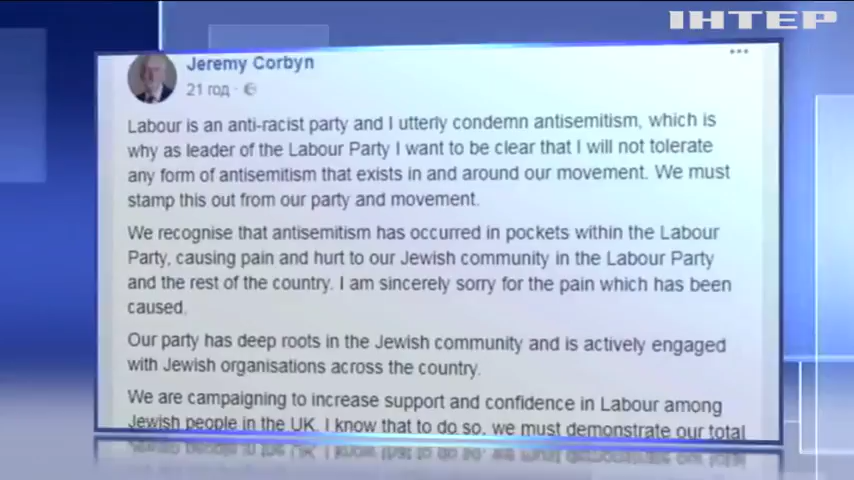 ІНТЕР
Jeremy Corbyn
21 год ·
Labour is an anti-racist party and I utterly condemn antisemitism, which is
why as leader of the Labour Party I want to be clear that I will not tolerate
any form of antisemitism that exists in and around our movement. We must
stamp this out from our party and movement.
We recognise that antisemitism has occurred in pockets within the Labour
Party, causing pain and hurt to our Jewish community in the Labour Party
and the rest of the country. I am sincerely sorry for the pain which has been
caused.
Our party has deep roots in the Jewish community and is actively engaged
with Jewish organisations across the country.
We are campaigning to increase support and confidence in Labour among
Jewish people in the UK. I know that to do so, we must demonstrate our total